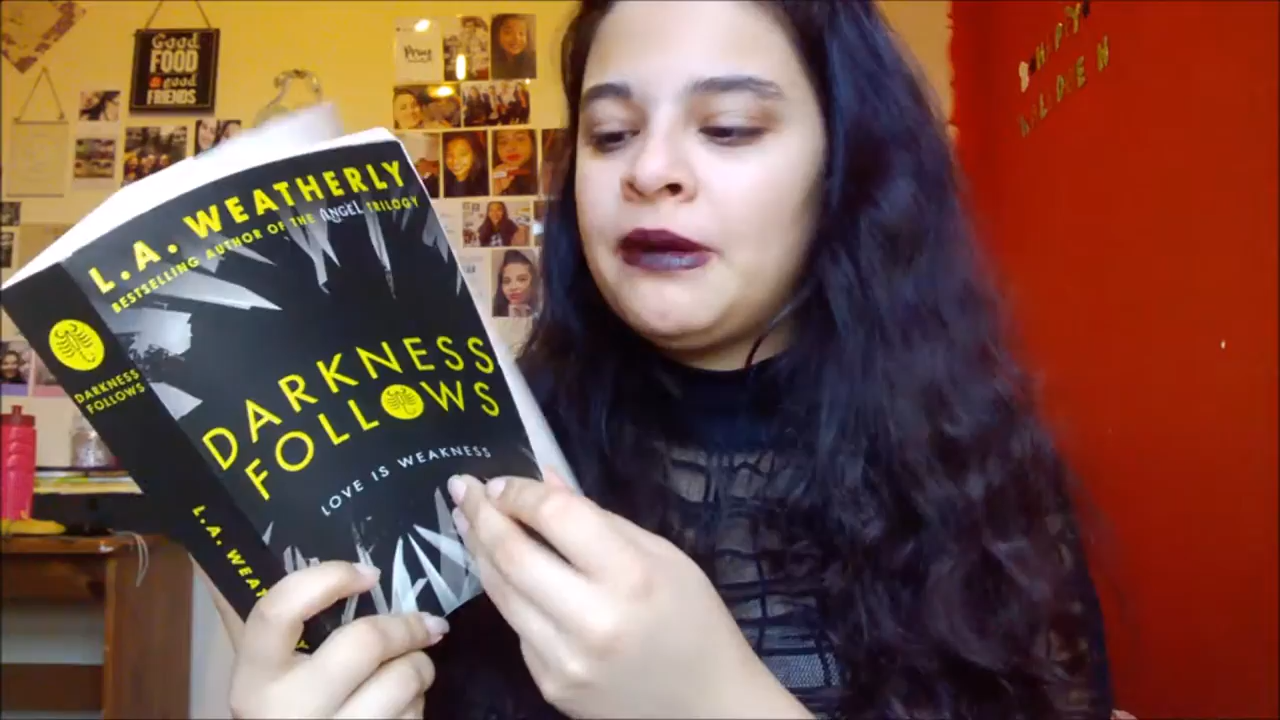 Good
FOOD
& good
FRIENDS
L.A. WEATHERLY
BESTSELLING AUTHOR OF THE ANGEL TRILOGY
DARKNESS
FOLLOWS
LOVE IS WEAKNESS
DARKNESS
FOLLOWS
L.A. WEAT